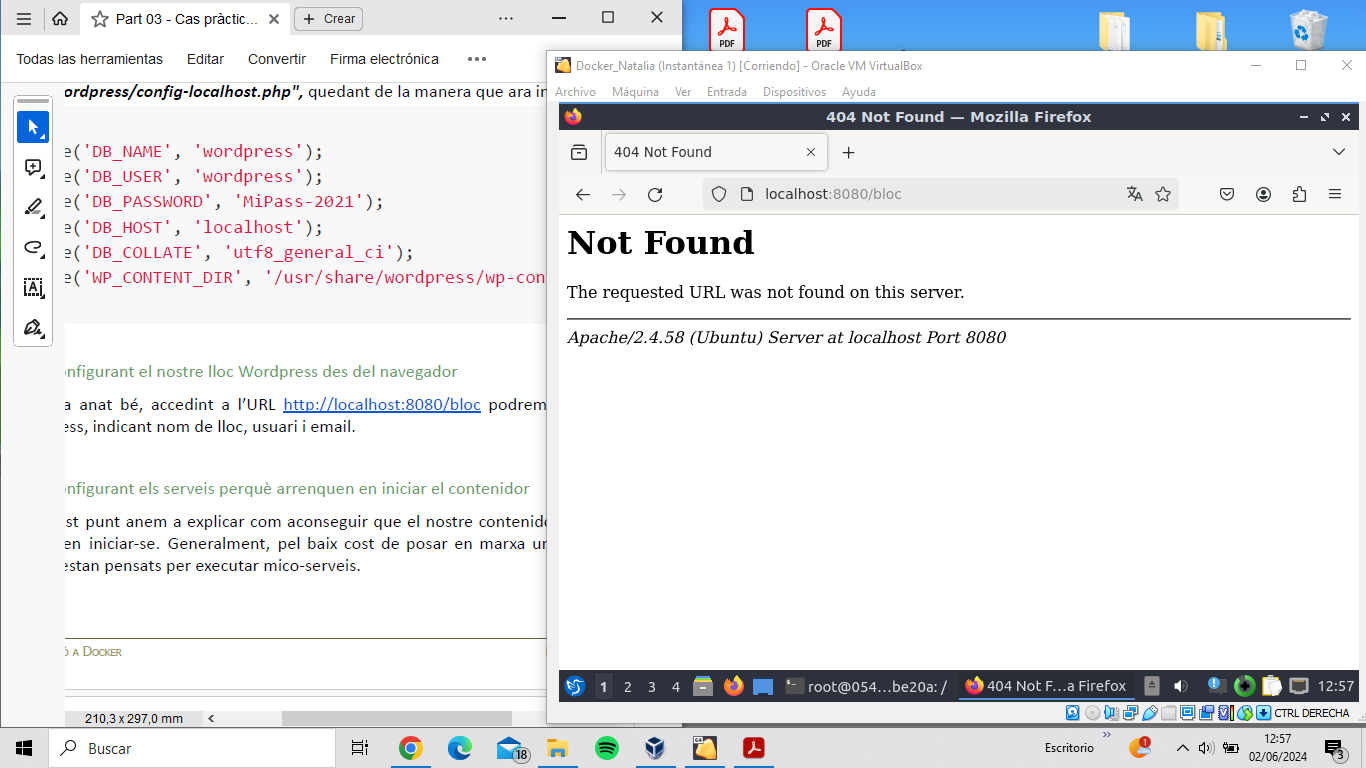 Part 03 - Cas pràctic...
Crear
Todas las herramientas
Editar
Convertir
Firma electrónica
ordpress/config-localhost.php", quedant de la manera que ara in
e('DB_NAME', 'wordpress');
e('DB_USER', 'wordpress');
e('DB_PASSWORD', 'MiPass-2021');
e('DB_HOST', 'localhost');
e('DB_COLLATE', 'utf8_general_ci');
e('WP_CONTENT_DIR', '/usr/share/wordpress/wp-con
onfigurant el nostre lloc Wordpress des del navegador
a anat bé, accedint a l'URL http://localhost:8080/bloc podrem
ess, indicant nom de lloc, usuari i email.
onfigurant els serveis perquè arrenquen en iniciar el contenidor
st punt anem a explicar com aconseguir que el nostre contenido
en iniciar-se. Generalment, pel baix cost de posar en marxa un
estan pensats per executar mico-serveis.
ó a Docker
210,3 x 297,0 mm
PDF
PDF
Docker_Natalia (Instantánea 1) [Corriendo] - Oracle VM VirtualBox
Archivo
Máquina
Ver
Entrada
Dispositivos
Ayuda
404 Not Found — Mozilla Firefox
404 Not Found
localhost:8080/bloc
Not Found
The requested URL was not found on this server.
Apache/2.4.58 (Ubuntu) Server at localhost Port 8080
1 2 3 4
root@054...be20a: /
404 Not F...a Firefox
12:57
CTRL DERECHA
Buscar
18
64
Escritorio
1
12:57
02/06/2024
3